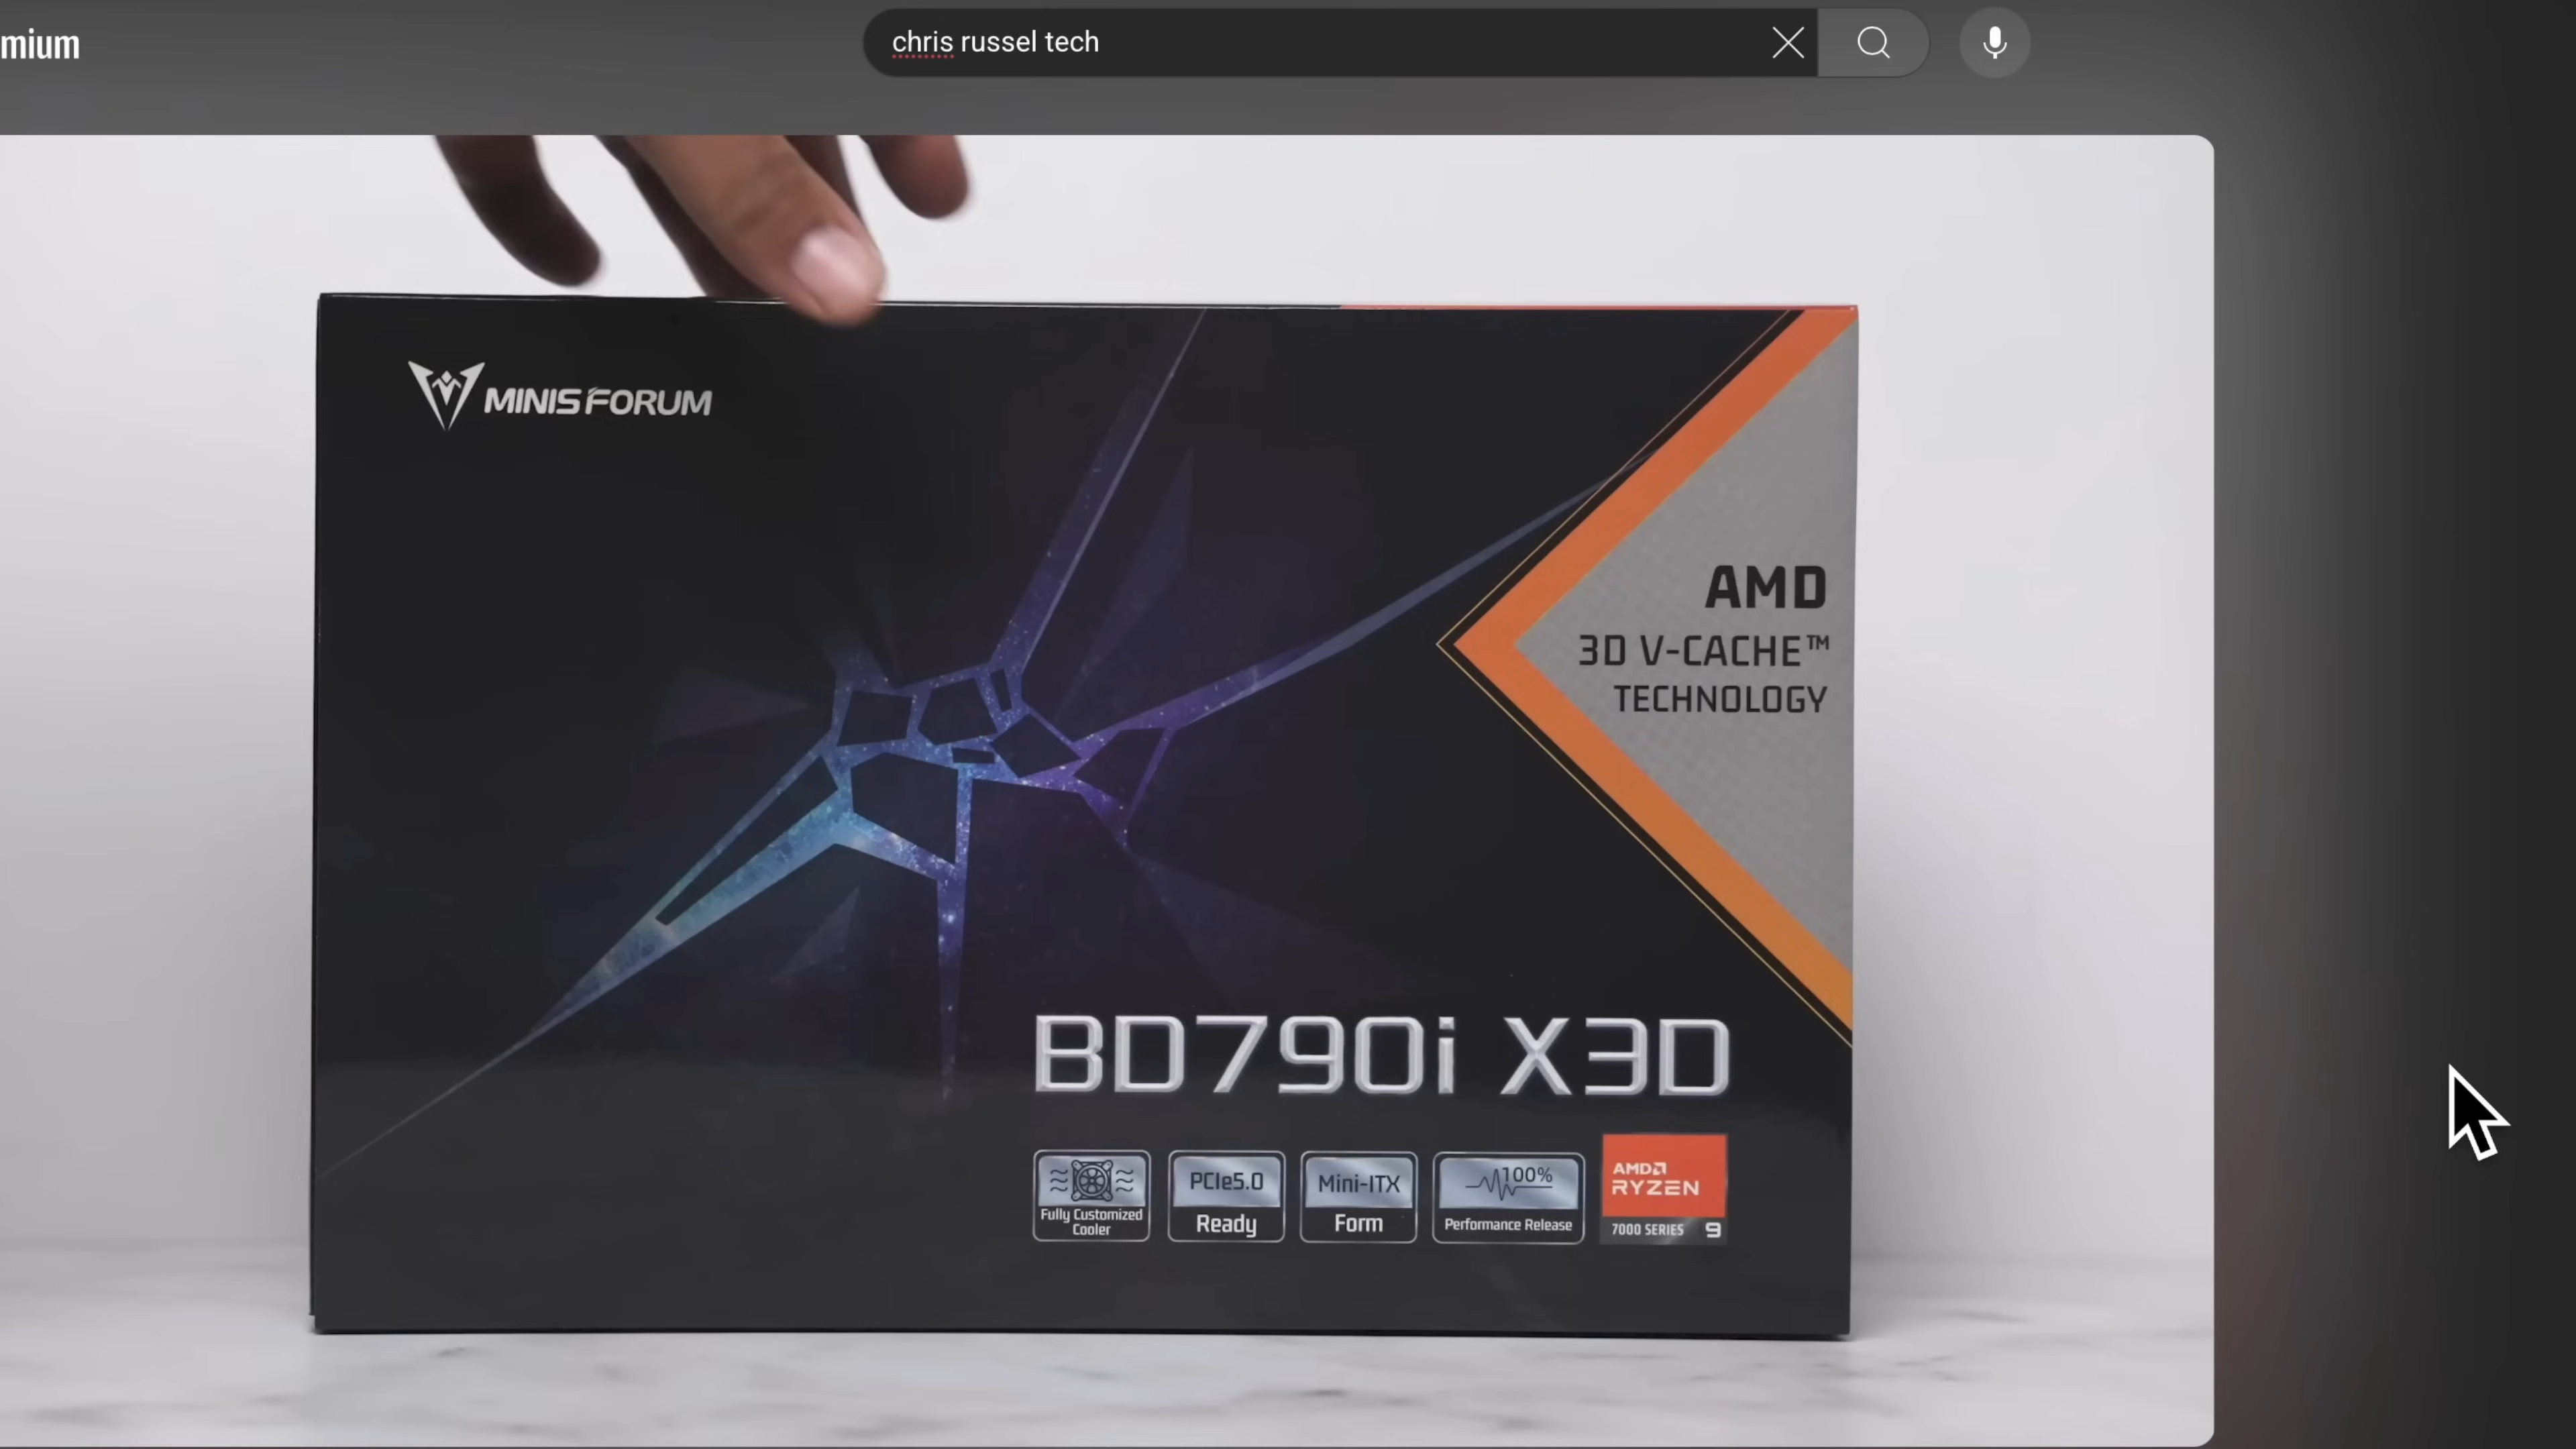 mium
chris russel tech
MINISFORUM
AMD
3D V-CACHE™
TECHNOLOGY
BD790i X3D
Fully Customized
Cooler
PCIe5.0
Ready
Mini-ITX
Form
100%
Performance Release
AMD
RYZEN
7000 SERIES 9